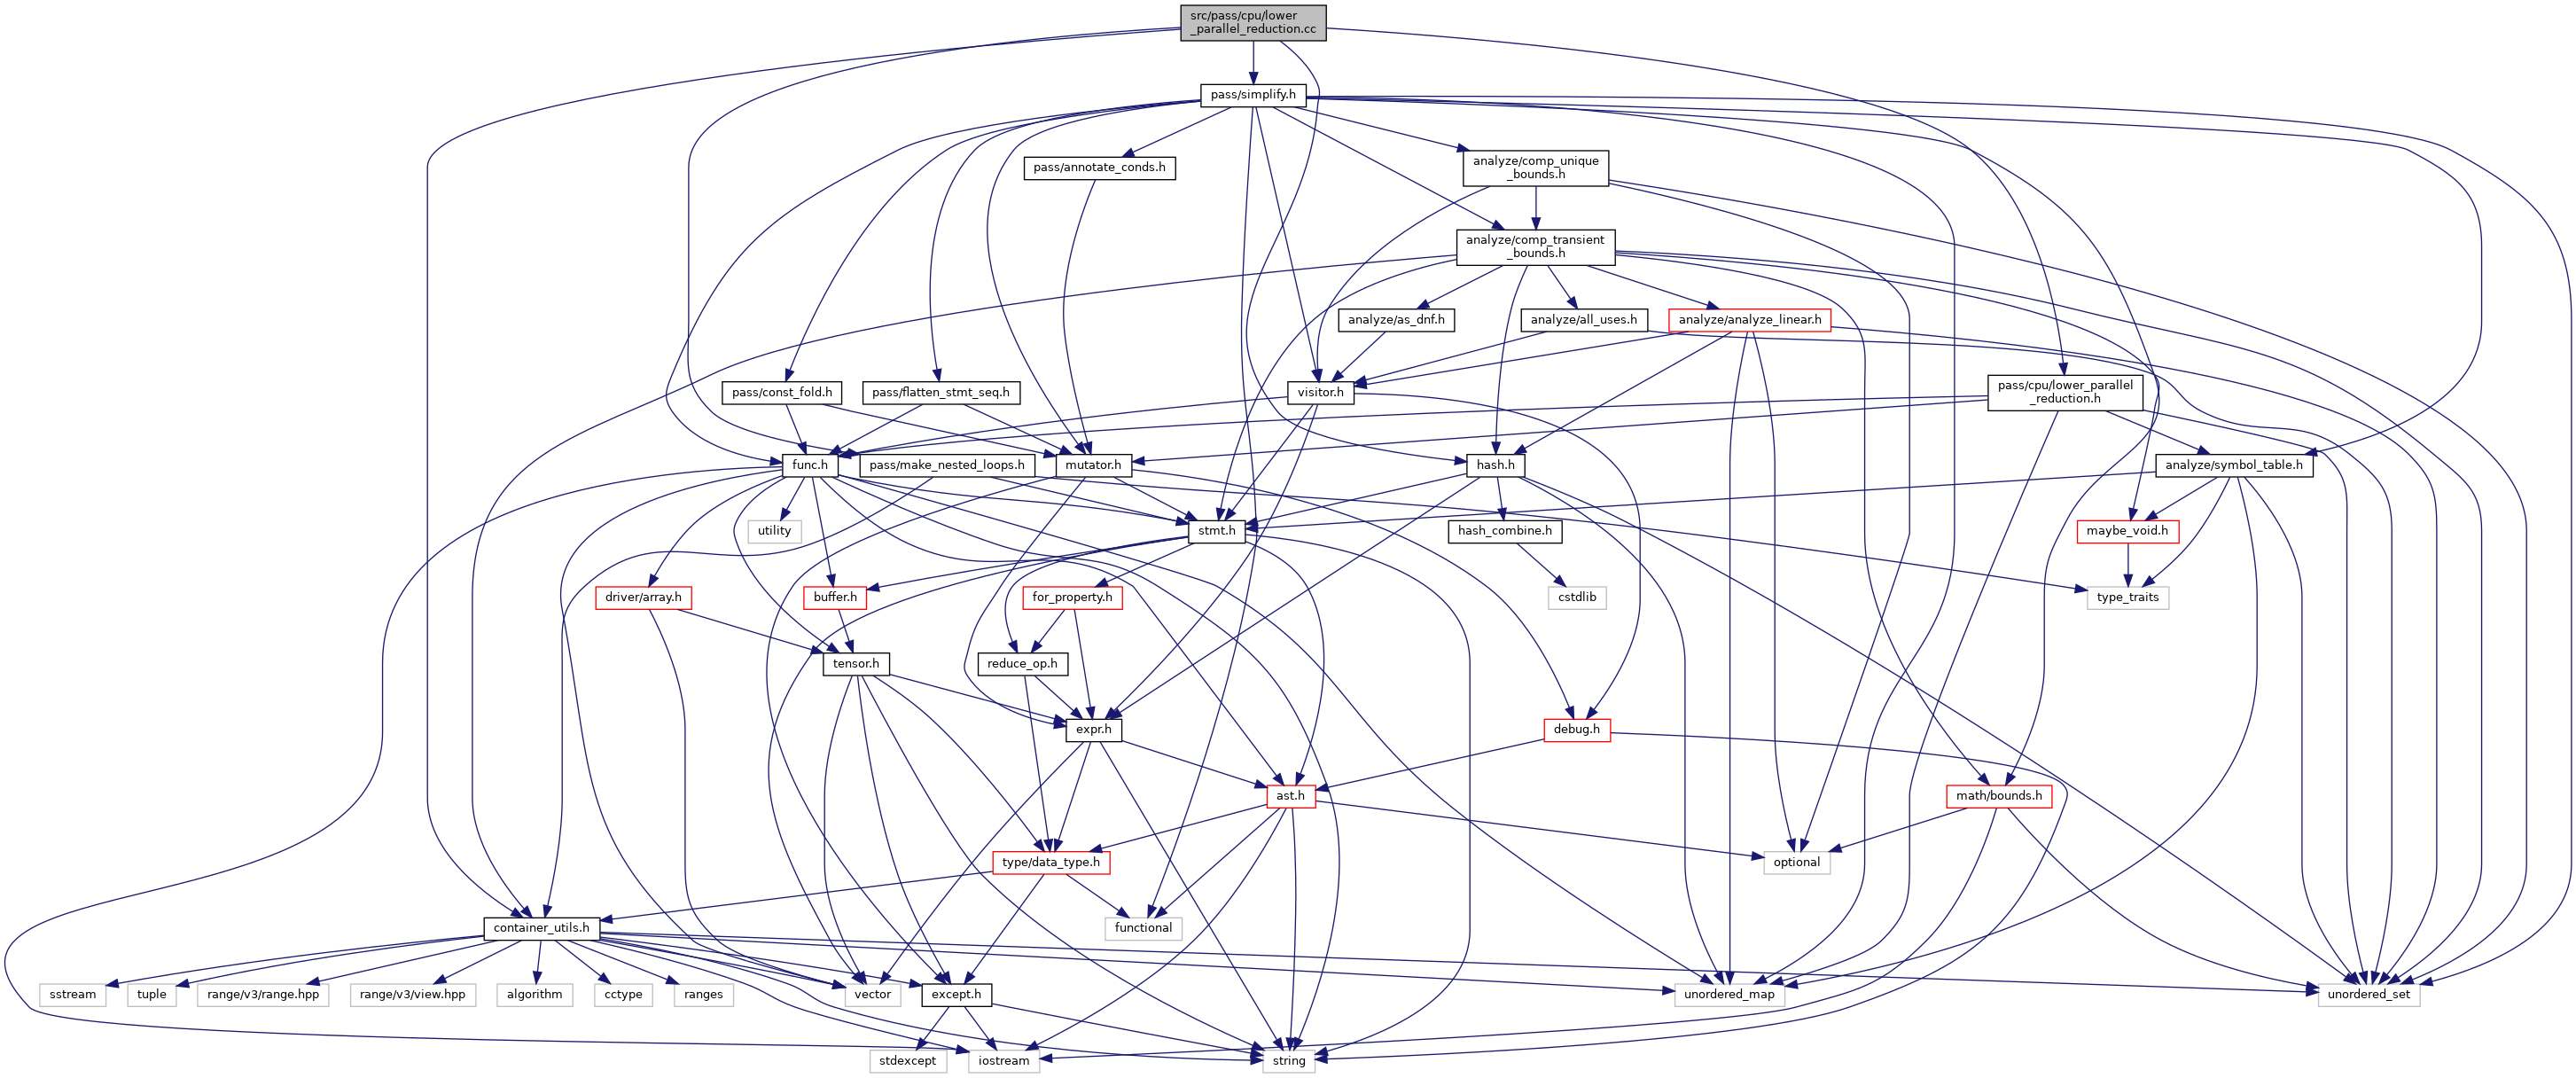 src/pass/cpu/lower
_parallel_reduction.cc
pass/simplify.h
pass/annotate_conds.h
analyze/comp_unique
_bounds.h
analyze/comp_transient
_bounds.h
analyze/as_dnf.h
analyze/all_uses.h
analyze/analyze_linear.h
pass/const_fold.h
pass/flatten_stmt_seq.h
visitor.h
pass/cpu/lower_parallel
_reduction.h
func.h
pass/make_nested_loops.h
mutator.h
hash.h
analyze/symbol_table.h
utility
stmt.h
hash_combine.h
maybe_void.h
driver/array.h
buffer.h
for_property.h
cstdlib
type_traits
tensor.h
reduce_op.h
expr.h
debug.h
ast.h
math/bounds.h
type/data_type.h
optional
container_utils.h
functional
sstream
tuple
range/v3/range.hpp
range/v3/view.hpp
algorithm
cctype
ranges
vector
except.h
unordered_map
unordered_set
stdexcept
iostream
string